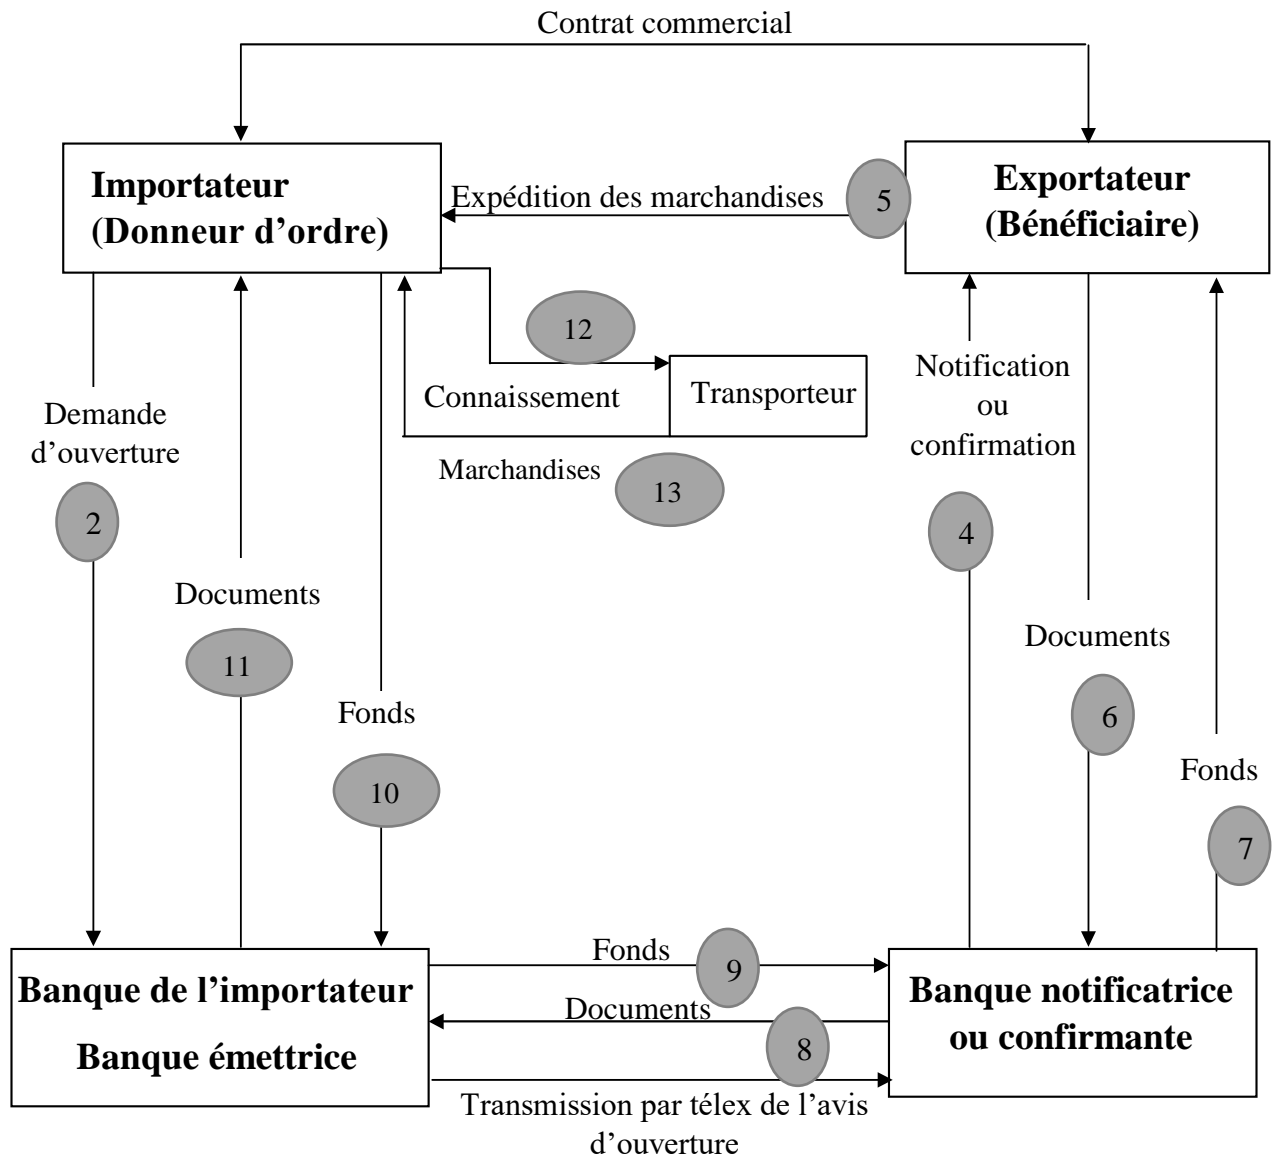 Contrat commercial
Importateur
(Donneur d’ordre)
Expédition des marchandises
5
Exportateur
(Bénéficiaire)
12
Connaissement
Transporteur
Marchandises
13
Notification
ou
confirmation
4
Demande
d’ouverture
2
Documents
11
Fonds
10
Documents
6
Fonds
7
Banque de l’importateur
Banque émettrice
Fonds
9
Documents
8
Banque notificatrice
ou confirmante
Transmission par télex de l’avis
d’ouverture